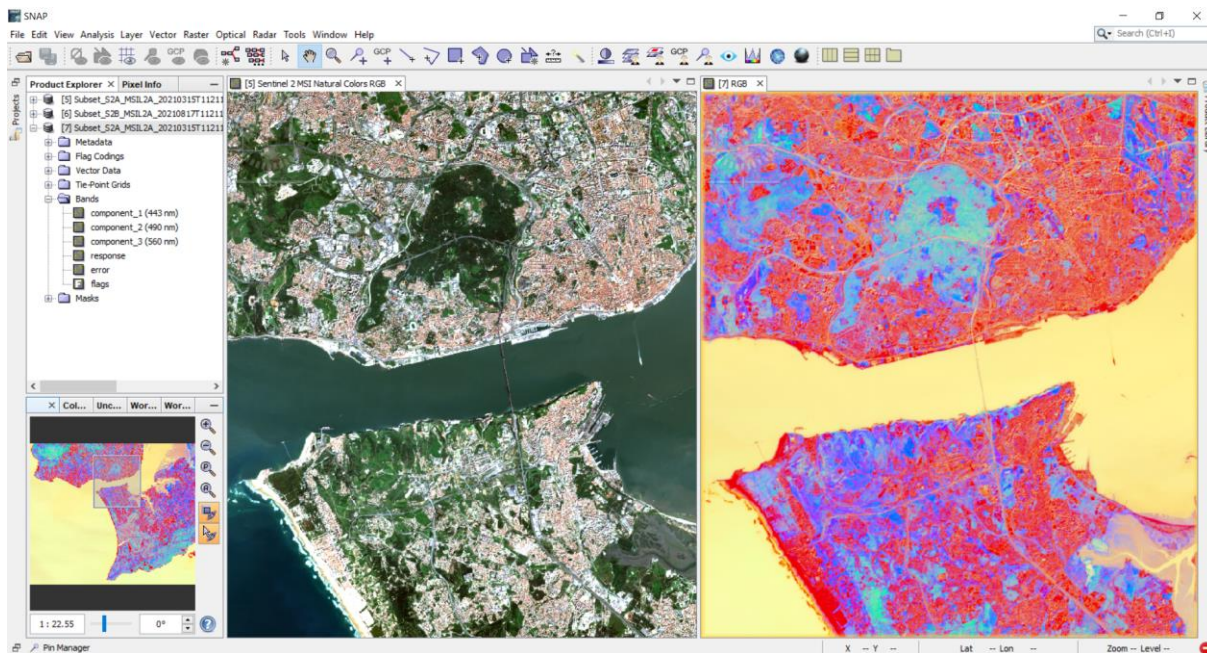 SNAP
File Edit View Analysis Layer Vector Raster Optical Radar Tools Window Help
Search (Ctrl+I)
GCP GCP GCP
Projects
Product Explorer Pixel Info
[5] Subset_S2A_MSIL2A_20210315T11211
[6] Subset_S2B_MSIL2A_20210817T11211
[7] Subset_S2A_MSIL2A_20210315T11211
Metadata
Flag Codings
Vector Data
Tie-Point Grids
Bands
component_1 (443 nm)
component_2 (490 nm)
component_3 (560 nm)
response
error
flags
Masks
Col... Unc... Wor... Wor...
1 : 22.55 0°
[5] Sentinel 2 MSI Natural Colors RGB
[7] RGB
Pin Manager
X -- Y -- Lat -- Lon -- Zoom -- Level --